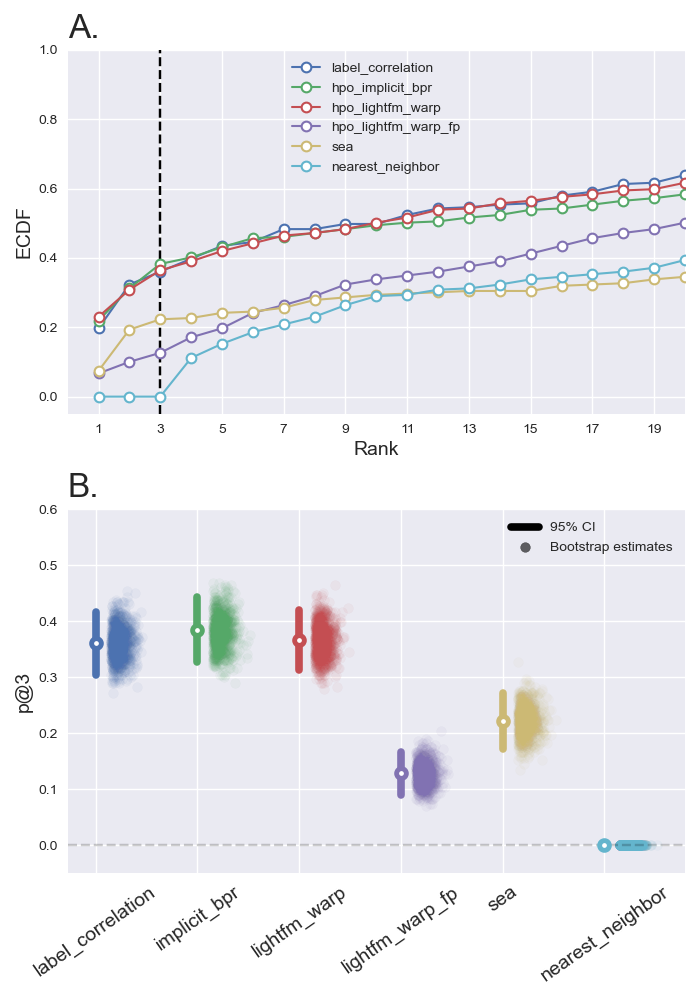 A.
1.0
0.8
0.6
0.4
0.2
0.0
ECDF
label_correlation
hpo_implicit_bpr
hpo_lightfm_warp
hpo_lightfm_warp_fp
sea
nearest_neighbor
1 3 5 7 9 11 13 15 17 19
Rank
B.
0.6
0.5
0.4
0.3
0.2
0.1
0.0
p@3
95% CI
Bootstrap estimates
label_correlation
implicit_bpr
lightfm_warp
lightfm_warp_fp
sea
nearest_neighbor